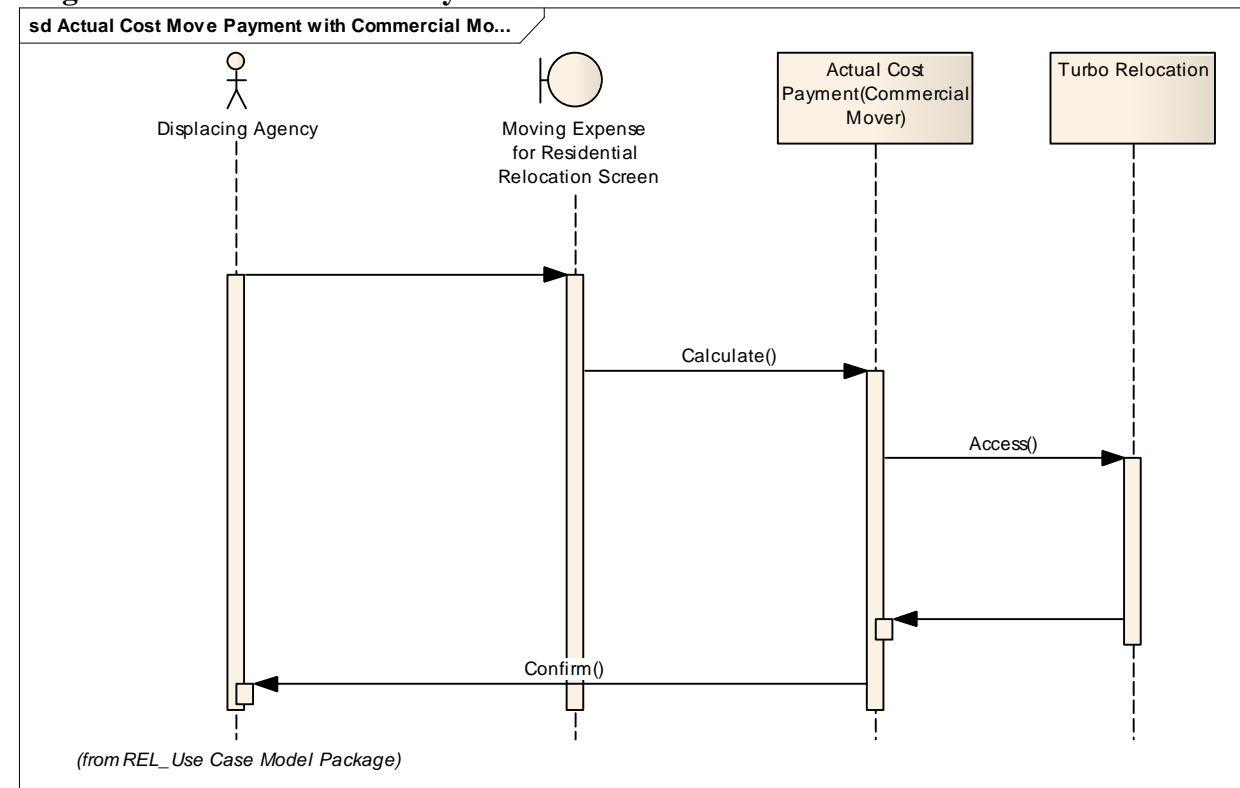 sd Actual Cost Move Payment with Commercial Mo...
Displacing Agency
Moving Expense
for Residential
Relocation Screen
Actual Cost
Payment(Commercial
Mover)
Turbo Relocation
Calculate()
Access()
Confirm()
(from REL_Use Case Model Package)